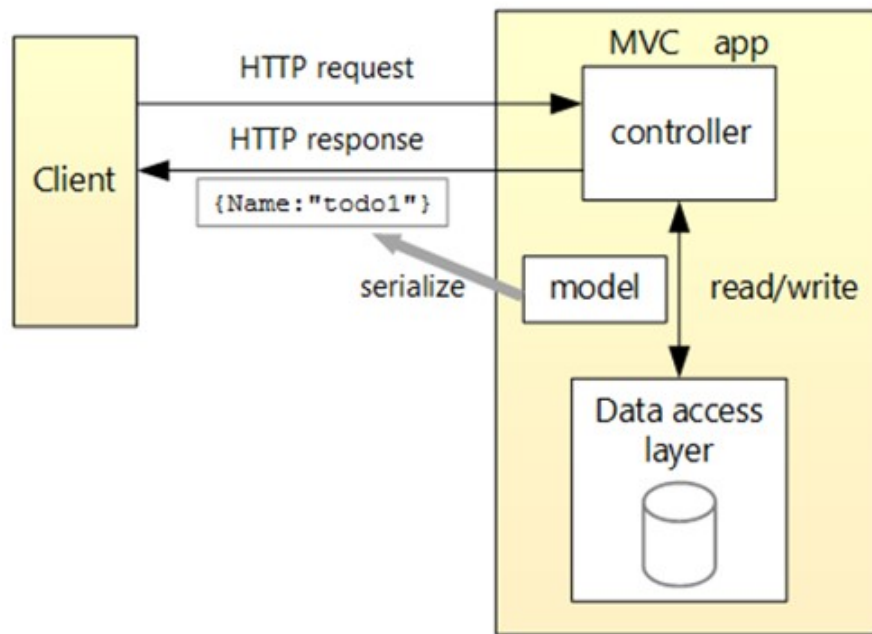 MVC app
HTTP request
controller
HTTP response
Client
{Name:"todo1"}
serialize
model
read/write
Data access
layer